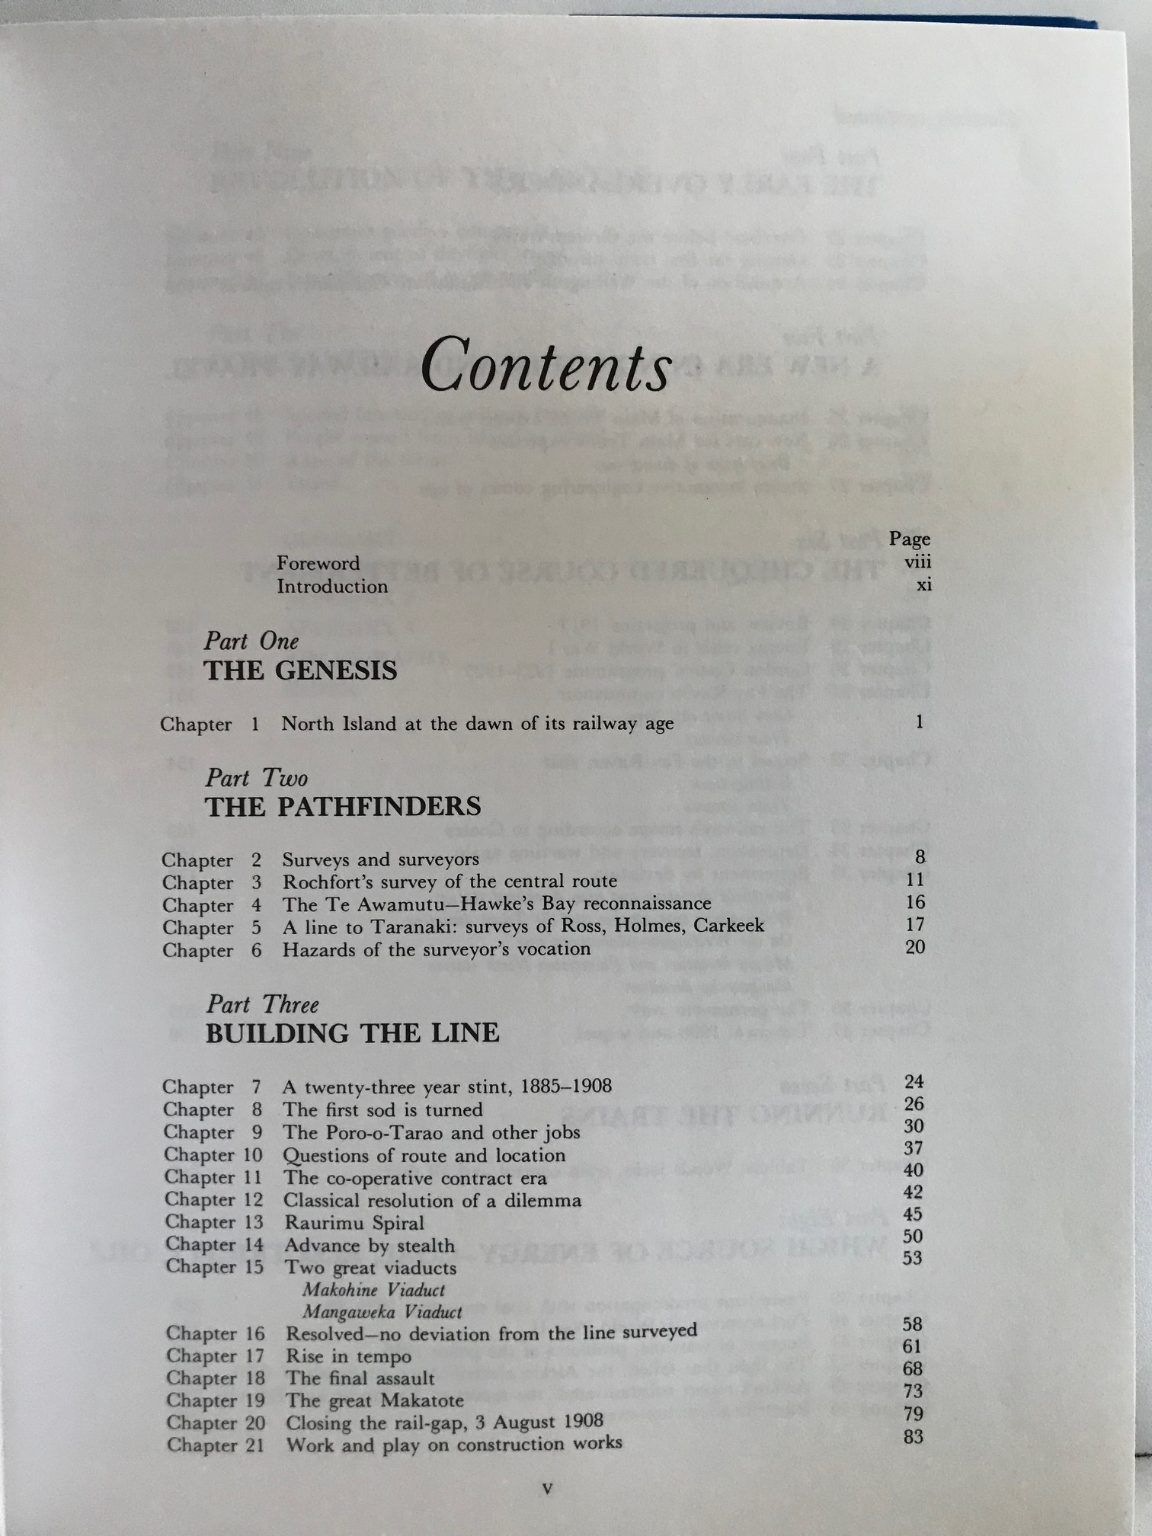 Contents
Page
Foreword viii
Introduction xi
Part One
THE GENESIS
Chapter 1 North Island at the dawn of its railway age 1
Part Two
THE PATHFINDERS
Chapter 2 Surveys and surveyors 8
Chapter 3 Rochfort's survey of the central route 11
Chapter 4 The Te Awamutu—Hawke's Bay reconnaissance 16
Chapter 5 A line to Taranaki: surveys of Ross, Holmes, Carkeek 17
Chapter 6 Hazards of the surveyor's vocation 20
Part Three
BUILDING THE LINE
Chapter 7 A twenty-three year stint, 1885–1908 24
Chapter 8 The first sod is turned 26
Chapter 9 The Poro-o-Tarao and other jobs 30
Chapter 10 Questions of route and location 37
Chapter 11 The co-operative contract era 40
Chapter 12 Classical resolution of a dilemma 42
Chapter 13 Raurimu Spiral 45
Chapter 14 Advance by stealth 50
Chapter 15 Two great viaducts 53
Makohine Viaduct
Mangaweka Viaduct
Chapter 16 Resolved—no deviation from the line surveyed 58
Chapter 17 Rise in tempo 61
Chapter 18 The final assault 68
Chapter 19 The great Makatote 73
Chapter 20 Closing the rail-gap, 3 August 1908 79
Chapter 21 Work and play on construction works 83
v